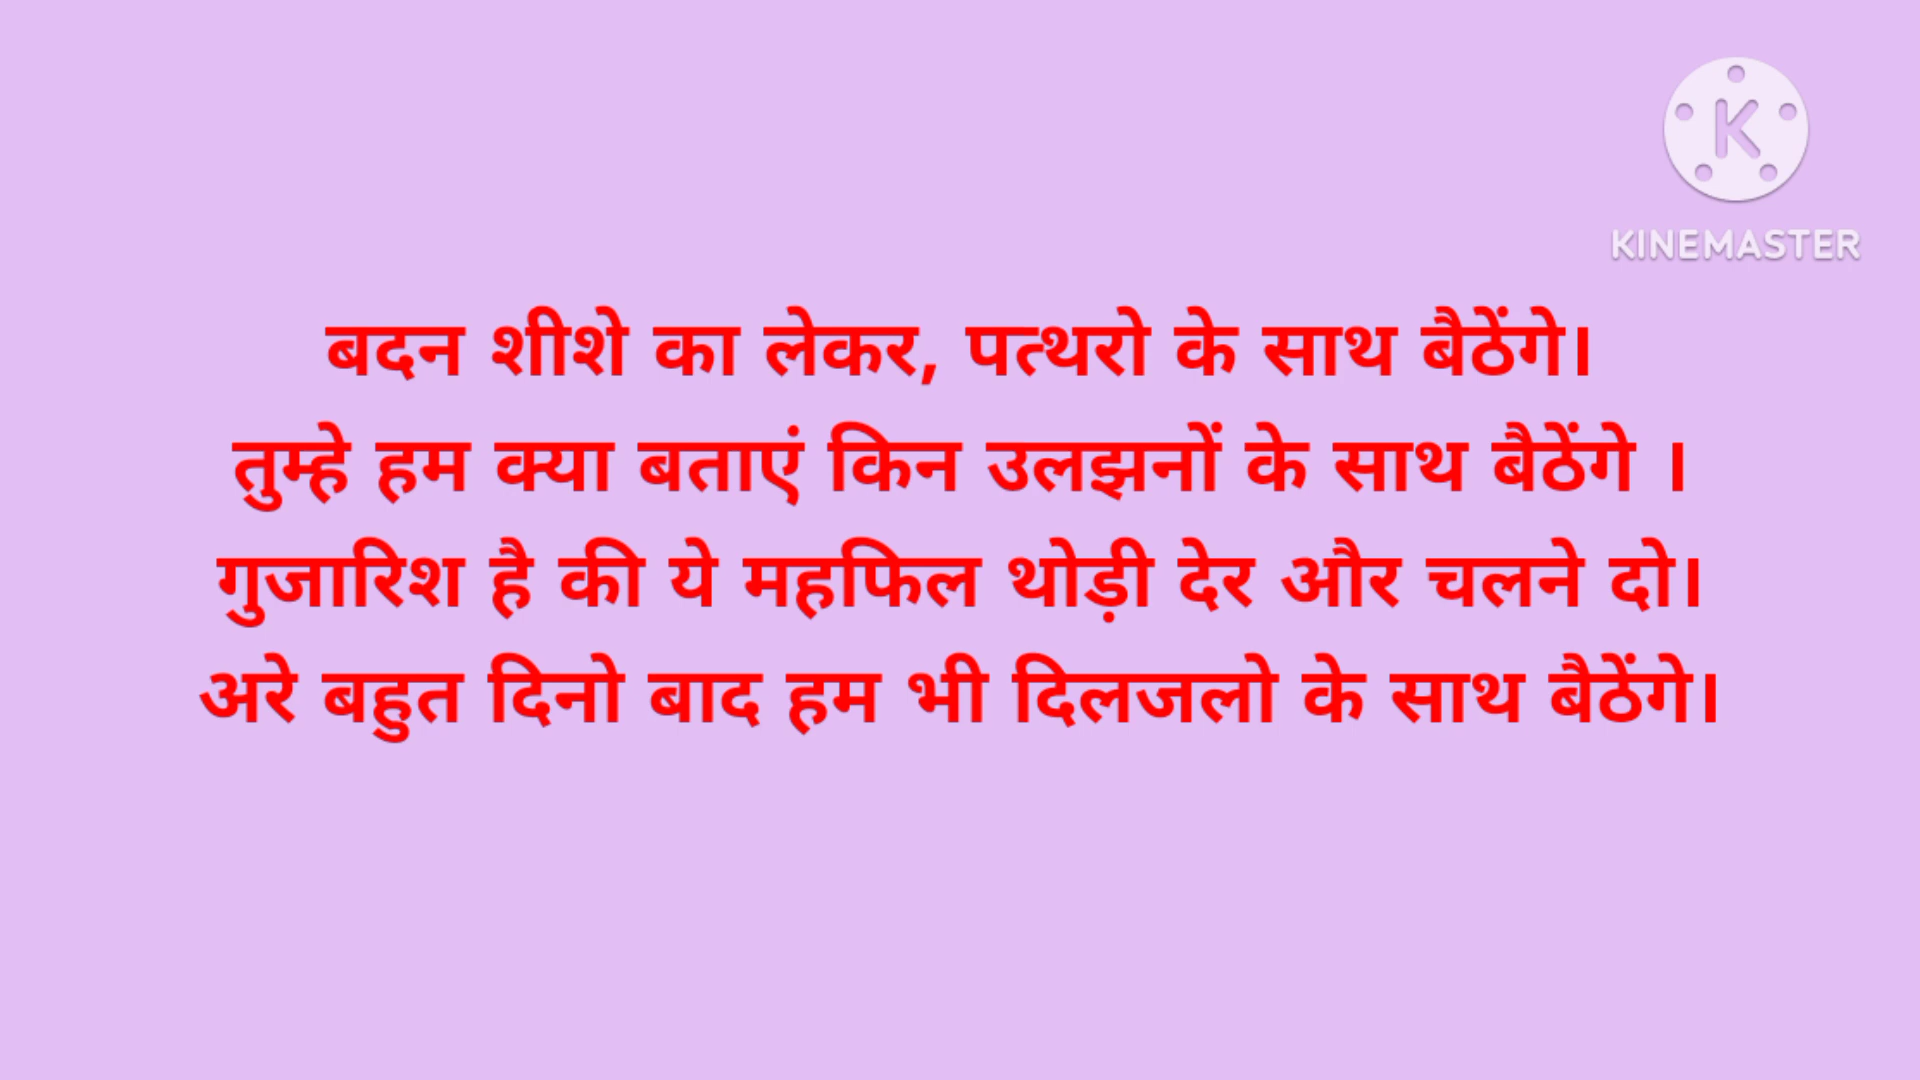 KINEMASTER
बदन शीशे का लेकर, पत्थरो के साथ बैठेंगे।
तुम्हे हम क्या बताएं किन उलझनों के साथ बैठेंगे ।
गुजारिश है की ये महफिल थोड़ी देर और चलने दो।
अरे बहुत दिनो बाद हम भी दिलजलो के साथ बैठेंगे।